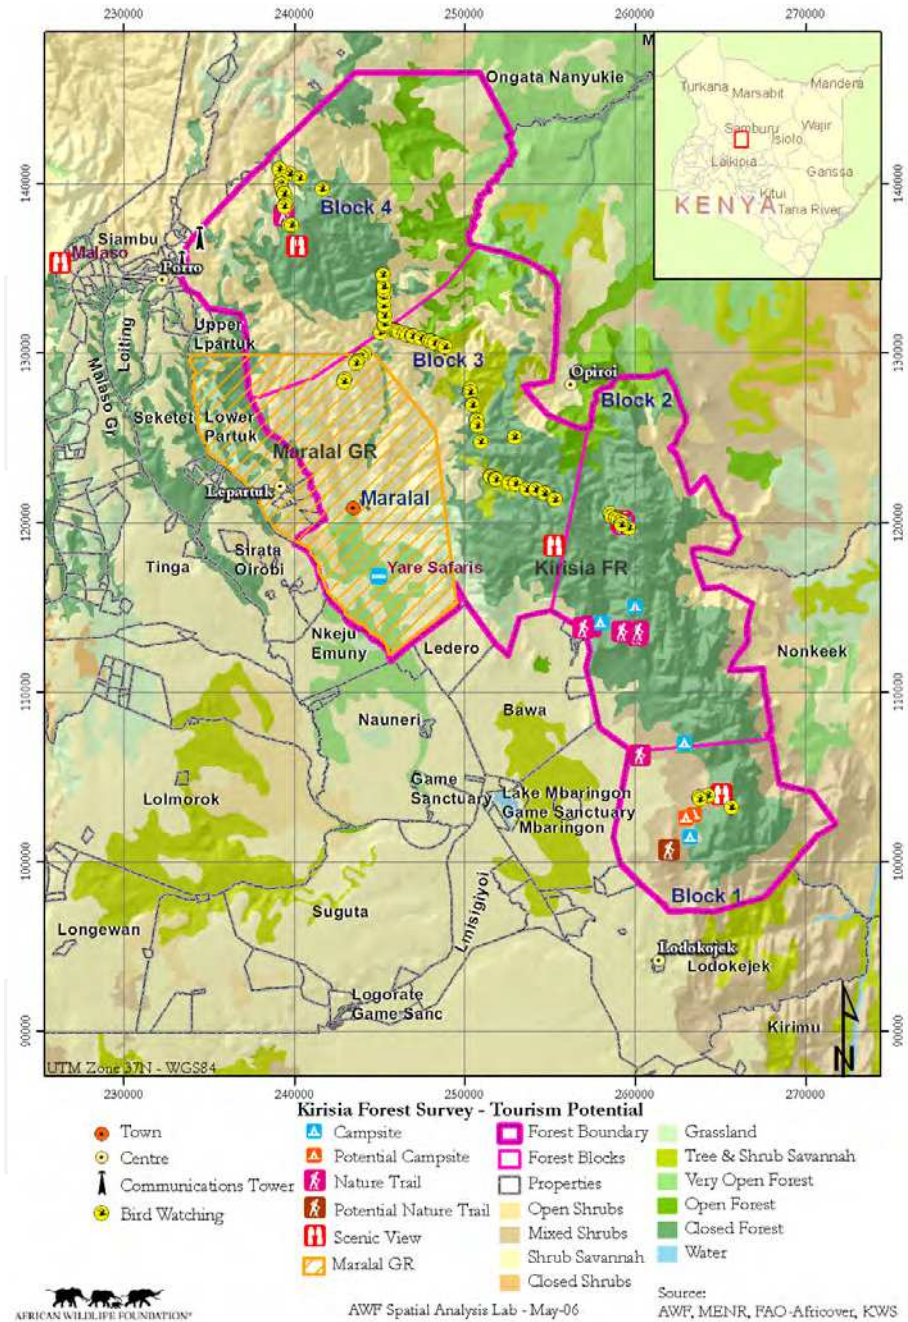 230000 240000 250000 260000 270000
Ongata Nanyukie
M
Turkana
Marsabit
Mandera
Samburu
Isiolo
Wajir
Laikipia
Garissa
Kitui
KENYA
Tana River
140000
140000
Block 4
Siambu
Malaso
Porro
Upper
Lpartuk
130000
130000
Loiting
Malaso Gr
Block 3
Opiroi
Block 2
Seketet
Lower
Partuk
Maralal GR
Lepartuk
Maralal
120000
120000
Tinga
Sirata
Oirobi
Yare Safaris
Kirisia FR
Nkeju
Emuny
Ledero
Nonkeek
110000
110000
Nauneri
Bawa
Lolmorok
Game
Sanctuary
Lake Mbaringon
Game Sanctuary
Mbaringon
100000
100000
Block 1
Suguta
Longewan
Lmisigiyoi
Lodokojek
Lodokejek
Logorate
Game Sanc
90000
90000
Kirimu
N
UTM Zone 37N - WGS84
230000 240000 250000 260000 270000
Kirisia Forest Survey - Tourism Potential
Town
Centre
Communications Tower
Bird Watching
Campsite
Potential Campsite
Nature Trail
Potential Nature Trail
Scenic View
Maralal GR
Forest Boundary
Forest Blocks
Properties
Open Shrubs
Mixed Shrubs
Shrub Savannah
Closed Shrubs
Grassland
Tree & Shrub Savannah
Very Open Forest
Open Forest
Closed Forest
Water
AFRICAN WILDLIFE FOUNDATION®
AWF Spatial Analysis Lab - May-06
Source:
AWF, MENR, FAO-Africover, KWS